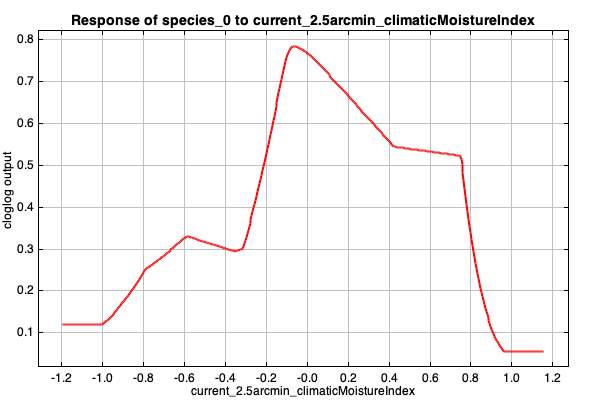 Response of species_0 to current_2.5arcmin_climaticMoistureIndex
0.8
0.7
0.6
0.5
0.4
0.3
0.2
0.1
cloglog output
-1.2 -1.0 -0.8 -0.6 -0.4 -0.2 -0.0 0.2 0.4 0.6 0.8 1.0 1.2
current_2.5arcmin_climaticMoistureIndex